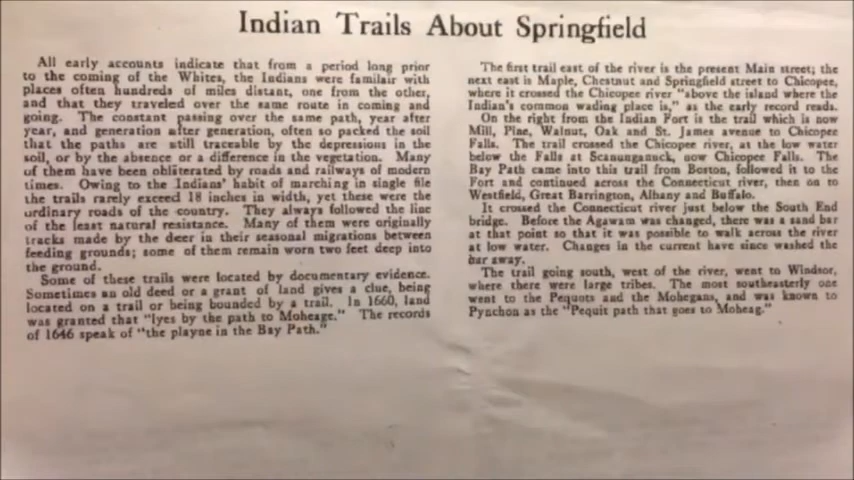 Indian Trails About Springfield
All early accounts indicate that from a period long prior
to the coming of the Whites, the Indians were familair with
places often hundreds of miles distant, one from the other,
and that they traveled over the same route in coming and
going. The constant passing over the same path, year after
year, and generation after generation, often so packed the soil
that the paths are still traceable by the depressions in the
soil, or by the absence or a difference in the vegetation. Many
of them have been obliterated by roads and railways of modern
times. Owing to the Indians' habit of marching in single file
the trails rarely exceed 18 inches in width, yet these were the
ordinary roads of the country. They always followed the line
of the least natural resistance. Many of them were originally
tracks made by the deer in their seasonal migrations between
feeding grounds; some of them remain worn two feet deep into
the ground.
Some of these trails were located by documentary evidence.
Sometimes an old deed or a grant of land gives a clue, being
located on a trail or being bounded by a trail. In 1660, land
was granted that "lyes by the path to Moheage." The records
of 1646 speak of "the playne in the Bay Path."
The first trail east of the river is the present Main street; the
next east is Maple, Chestnut and Springfield street to Chicopee,
where it crossed the Chicopee river "above the island where the
Indian's common wading place is," as the early record reads.
On the right from the Indian Fort is the trail which is now
Mill, Pine, Walnut, Oak and St. James avenue to Chicopee
Falls. The trail crossed the Chicopee river, at the low water
below the Falls at Scanunganuck, now Chicopee Falls. The
Bay Path came into this trail from Boston, followed it to the
Fort and continued across the Connecticut river, then on to
Westfield, Great Barrington, Albany and Buffalo.
It crossed the Connecticut river just below the South End
bridge. Before the Agawam was changed, there was a sand bar
at that point so that it was possible to walk across the river
at low water. Changes in the current have since washed the
bar away.
The trail going south, west of the river, went to Windsor,
where there were large tribes. The most southeasterly one
went to the Pequots and the Mohegans, and was known to
Pynchon as the "Pequit path that goes to Moheag."